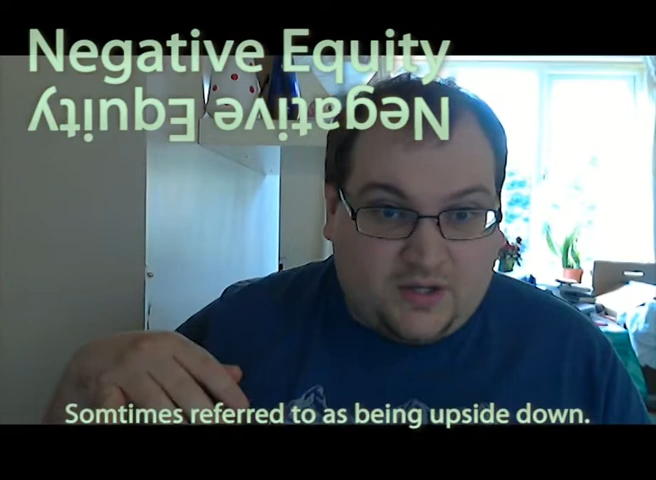 Negative Equity
Negative Equity
Somtimes referred to as being upside down.